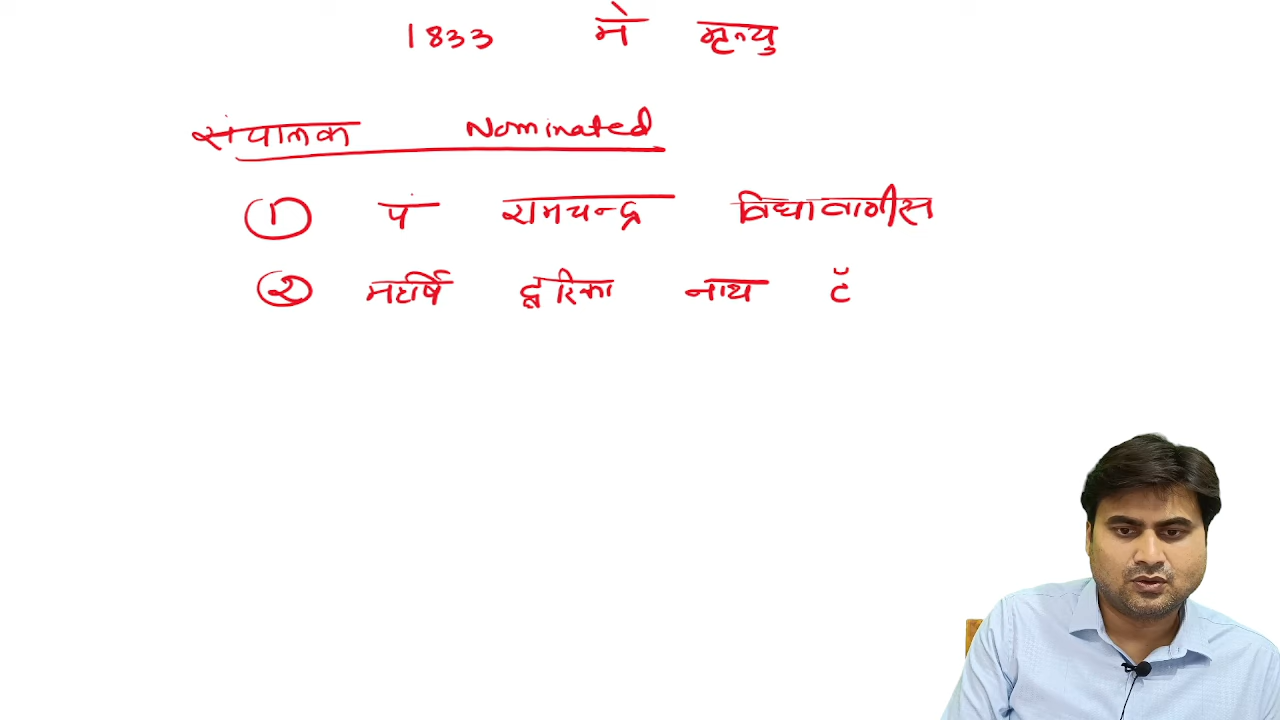 1833 में मृत्यु
संचालक Nominated
① पं रामचन्द्र विद्यावागीस
② महर्षि द्वारिका नाथ टॅ